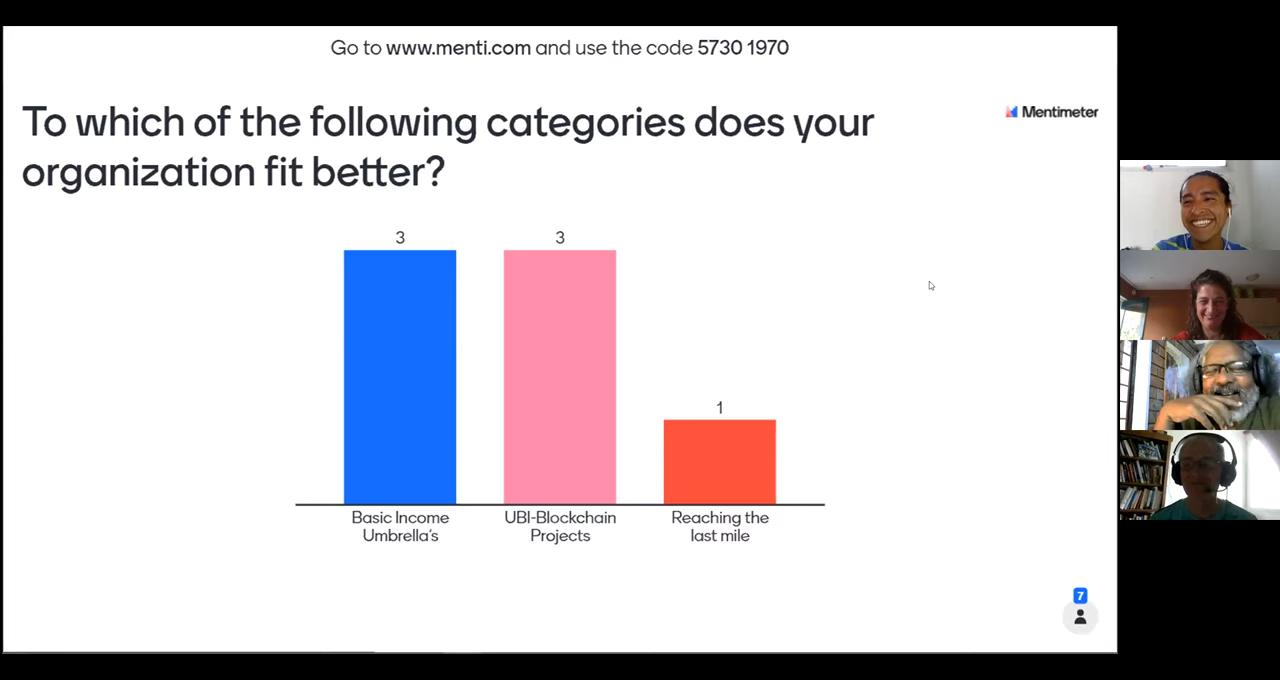 Go to www.menti.com and use the code 5730 1970
To which of the following categories does your
organization fit better?
Mentimeter
3
3
1
Basic Income
Umbrella's
UBI-Blockchain
Projects
Reaching the
last mile
7